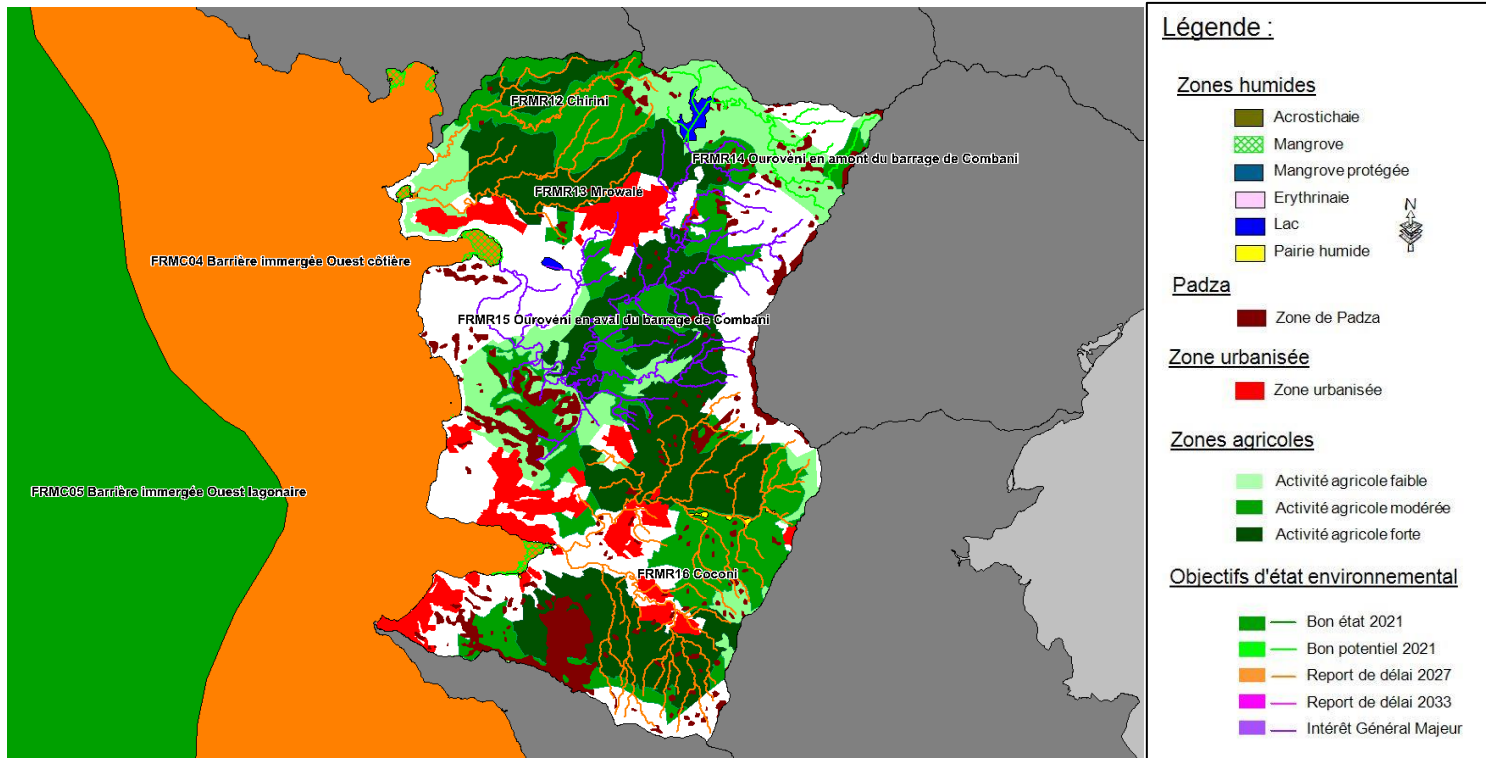 FRMR12 Chirini
FRMR14 Ourovéni en amont du barrage de Combani
FRMR13 Mrowalé
FRMC04 Barrière immergée Ouest côtière
FRMR15 Ourovéni en aval du barrage de Combani
FRMC05 Barrière immergée Ouest lagonaire
FRMR16 Coconi
Légende :
Zones humides
Acrostichaie
Mangrove
Mangrove protégée
Erythrinaie
Lac
Pairie humide
N
Padza
Zone de Padza
Zone urbanisée
Zone urbanisée
Zones agricoles
Activité agricole faible
Activité agricole modérée
Activité agricole forte
Objectifs d'état environnemental
Bon état 2021
Bon potentiel 2021
Report de délai 2027
Report de délai 2033
Intérêt Général Majeur